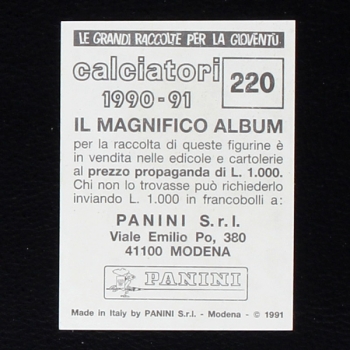 LE GRANDI RACCOLTE PER LA GIOVENTÙ
calciatori
1990-91
220
IL MAGNIFICO ALBUM
per la raccolta di queste figurine è
in vendita nelle edicole e cartolerie
al prezzo propaganda di L. 1.000.
Chi non lo trovasse può richiederlo
inviando L. 1.000 in francobolli a:
PANINI S.r.l.
Viale Emilio Po, 380
41100 MODENA
PANINI
Made in Italy by PANINI S.r.l. - Modena - © 1991